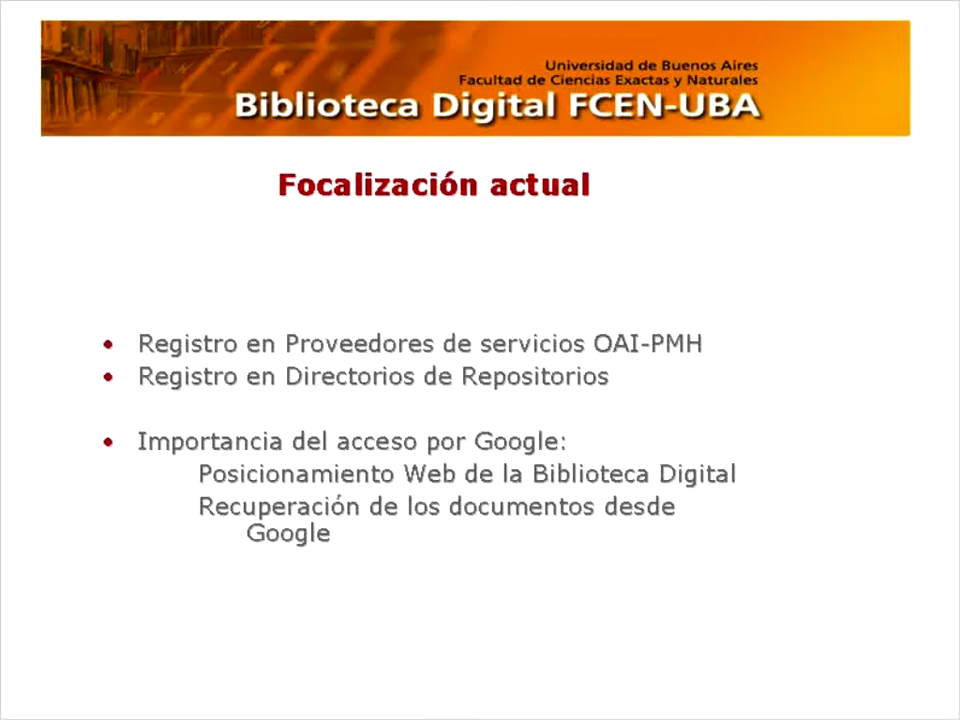 Universidad de Buenos Aires
Facultad de Ciencias Exactas y Naturales
Biblioteca Digital FCEN-UBA
Focalización actual
• Registro en Proveedores de servicios OAI-PMH
• Registro en Directorios de Repositorios
• Importancia del acceso por Google:
Posicionamiento Web de la Biblioteca Digital
Recuperación de los documentos desde
Google